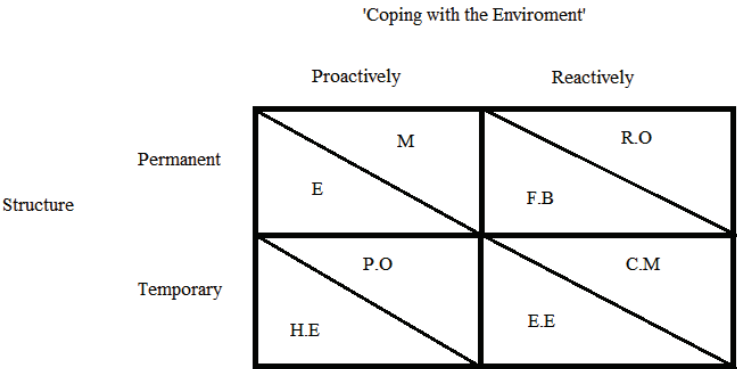 'Coping with the Enviroment'
Proactively Reactively
Permanent
M
R.O
E
F.B
Structure
Temporary
P.O
C.M
H.E
E.E